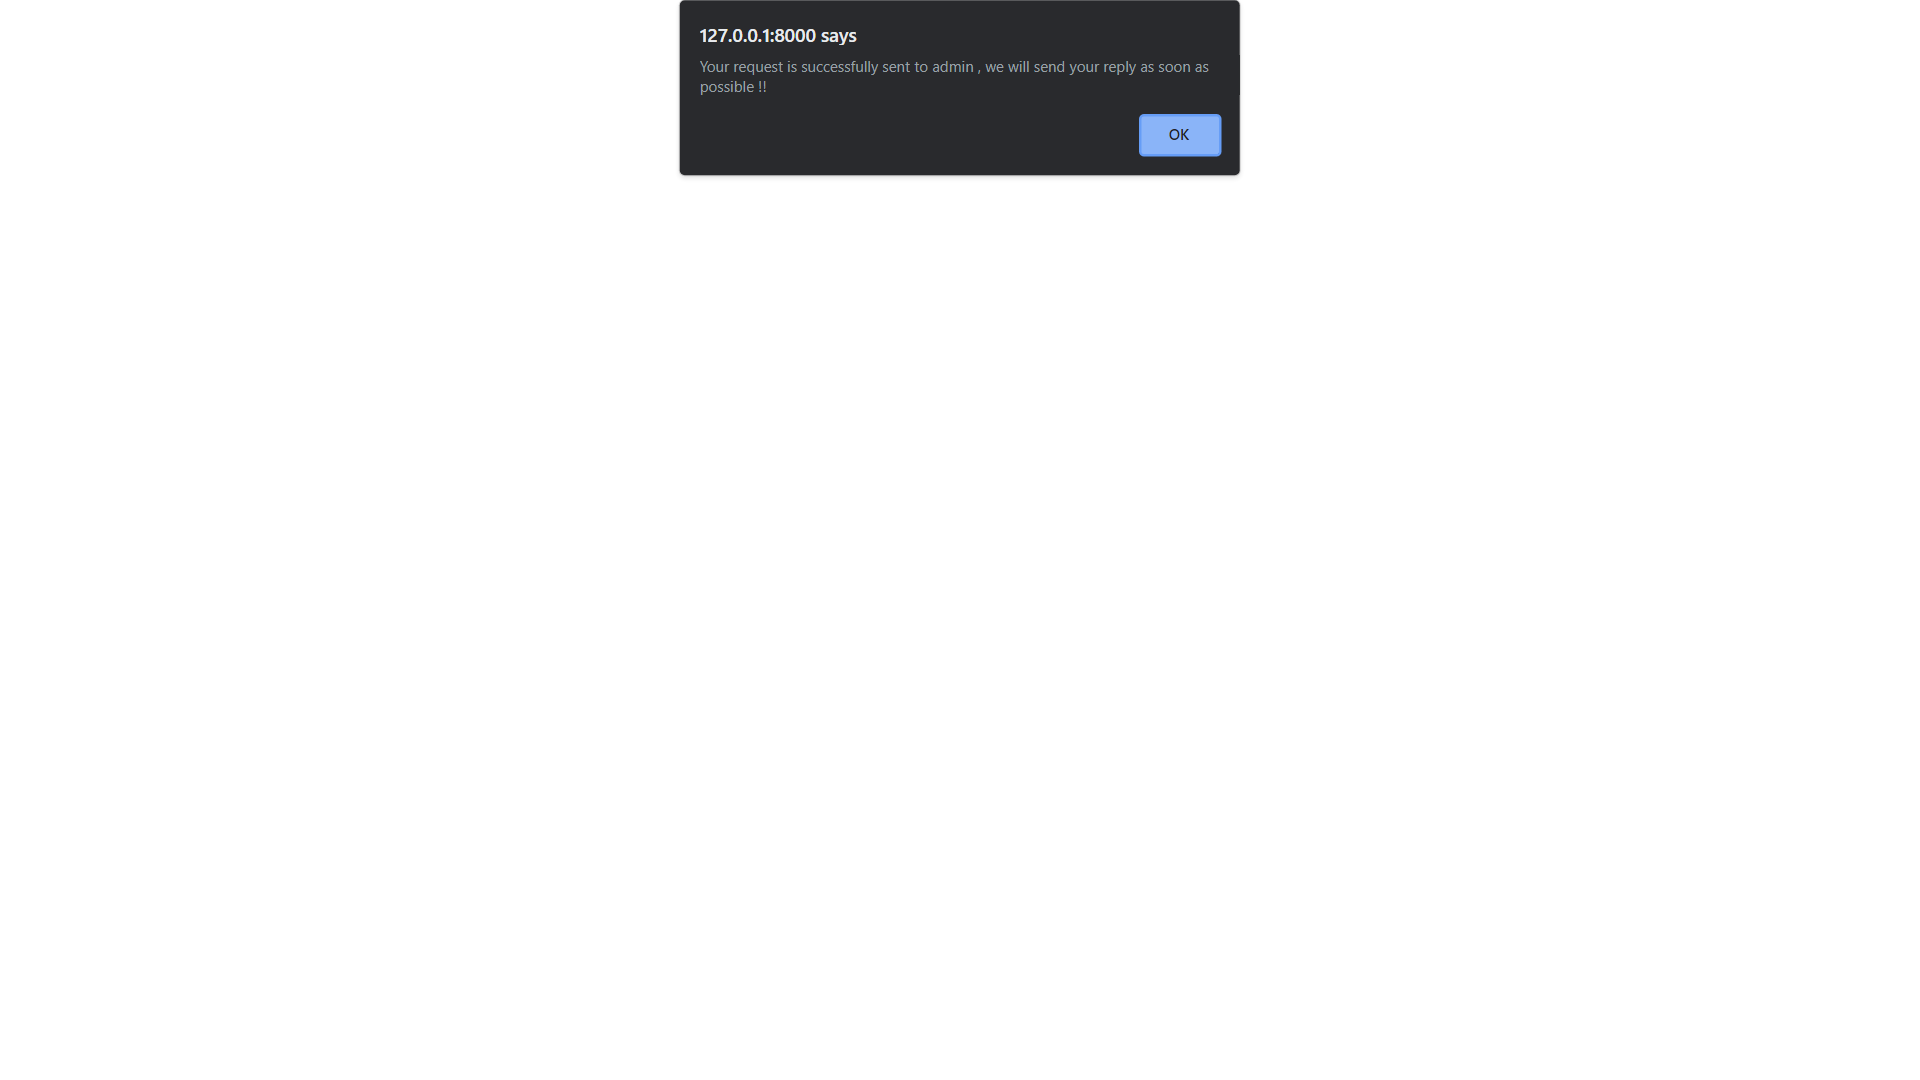 127.0.0.1:8000 says
Your request is successfully sent to admin , we will send your reply as soon as
possible !!
OK